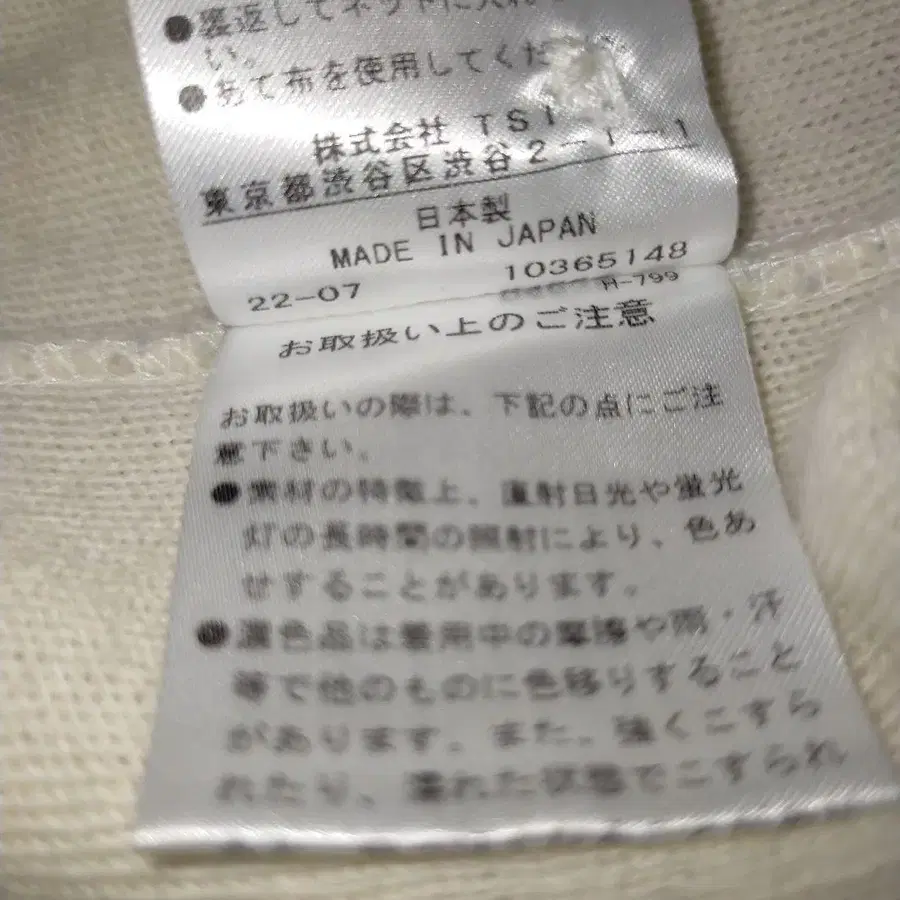 ●裏返してネットに入れ
い。
●あて布を使用してくだ
株式会社 TSI
東京都渋谷区渋谷2-1-1
日本製
MADE IN JAPAN
22-07 10365148
M-799
お取扱い上のご注意
お取扱いの際は、下記の点にご注
意下さい。
●素材の特徴上、直射日光や蛍光
灯の長時間の照射により、色あ
せすることがあります。
●濃色品は着用中の摩擦や雨・汗
等で他のものに色移りすること
があります。また、強くこすら
れたり、濡れた状態でこすられ